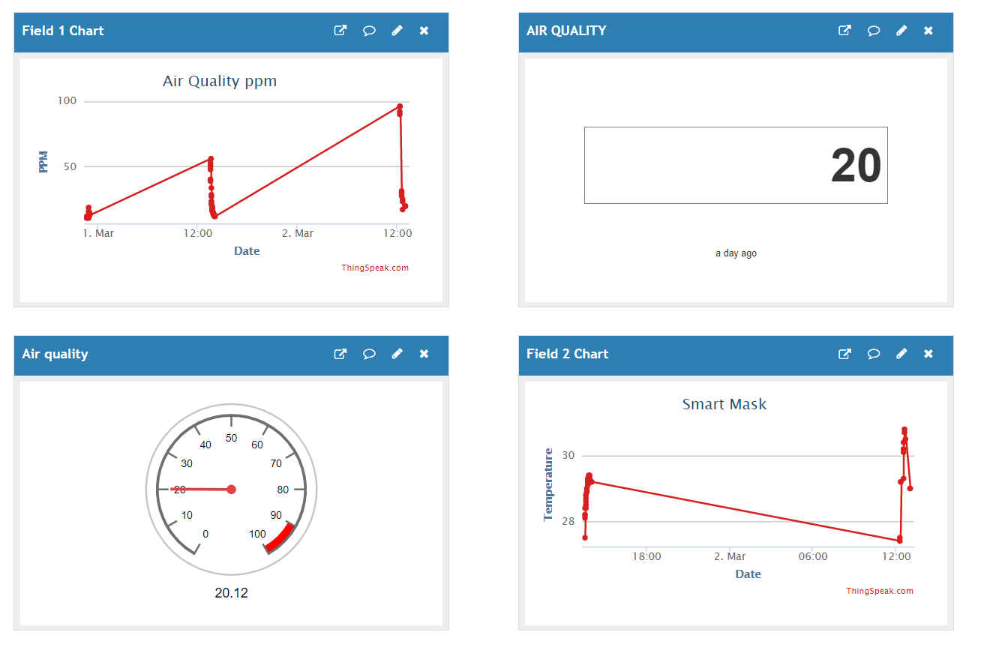 Field 1 Chart
Air Quality ppm
100
50
PPM
1. Mar 12:00 2. Mar 12:00
Date
ThingSpeak.com
AIR QUALITY
20
a day ago
Air quality
50
40 60
30 70
20 80
10 90
0 100
20.12
Field 2 Chart
Smart Mask
30
28
Temperature
18:00 2. Mar 06:00 12:00
Date
ThingSpeak.com